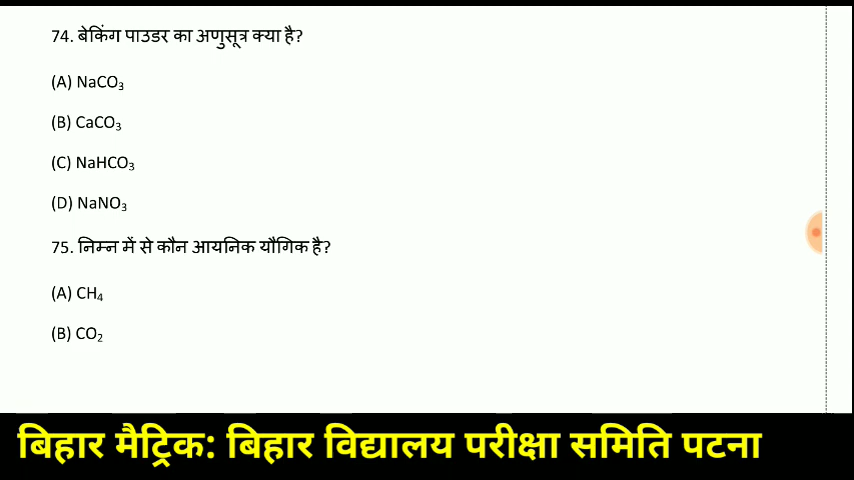 74. बेकिंग पाउडर का अणुसूत्र क्या है?
(A) NaCO₃
(B) CaCO₃
(C) NaHCO₃
(D) NaNO₃
75. निम्न में से कौन आयनिक यौगिक है?
(A) CH₄
(B) CO₂
बिहार मैट्रिक: बिहार विद्यालय परीक्षा समिति पटना